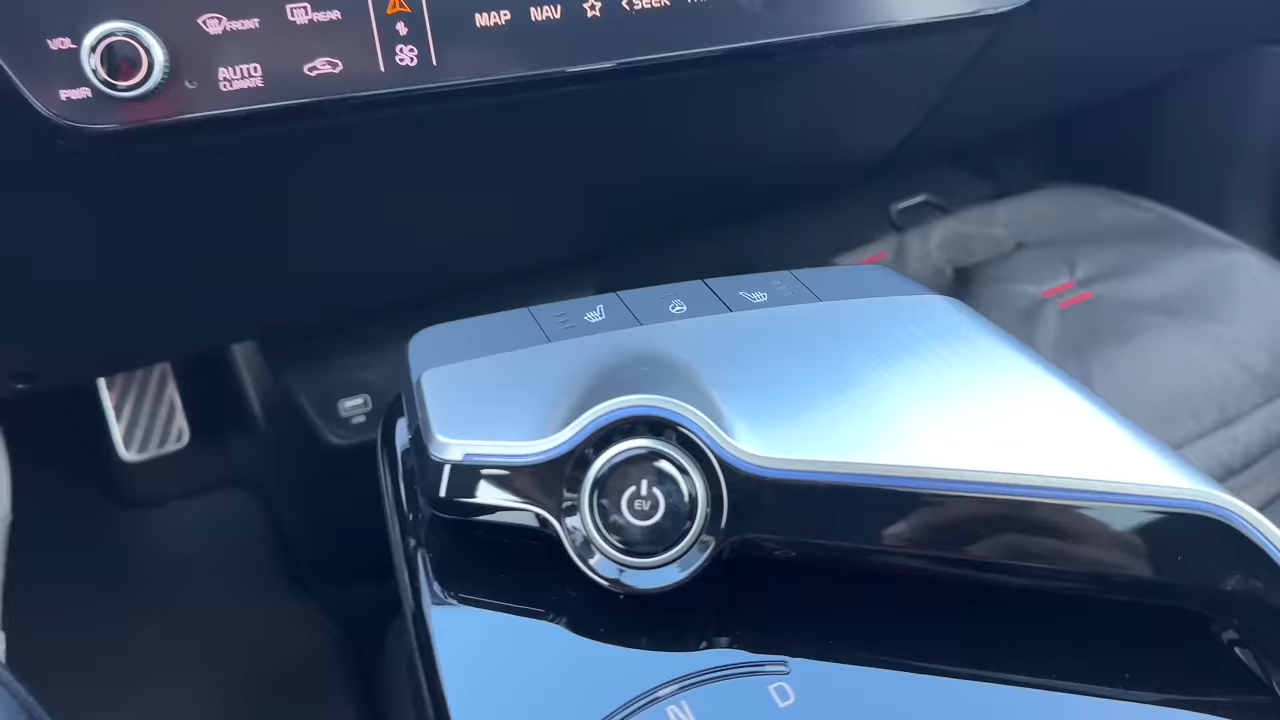 VOL
FRONT
REAR
MAP
NAV
< SEEK
AUTO
CLIMATE
PWR
EV
N
D